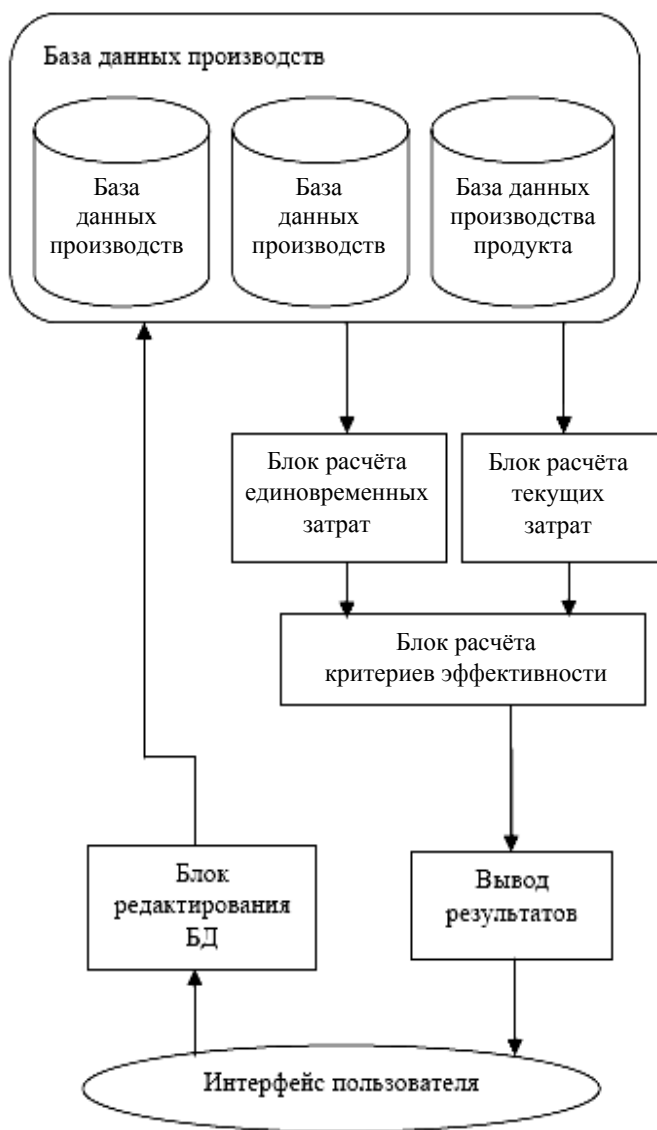 База данных производств
База
данных
производств
База
данных
производств
База данных
производства
продукта
Блок расчёта
единовременных
затрат
Блок расчёта
текущих
затрат
Блок расчёта
критериев эффективности
Блок
редактирования
БД
Вывод
результатов
Интерфейс пользователя